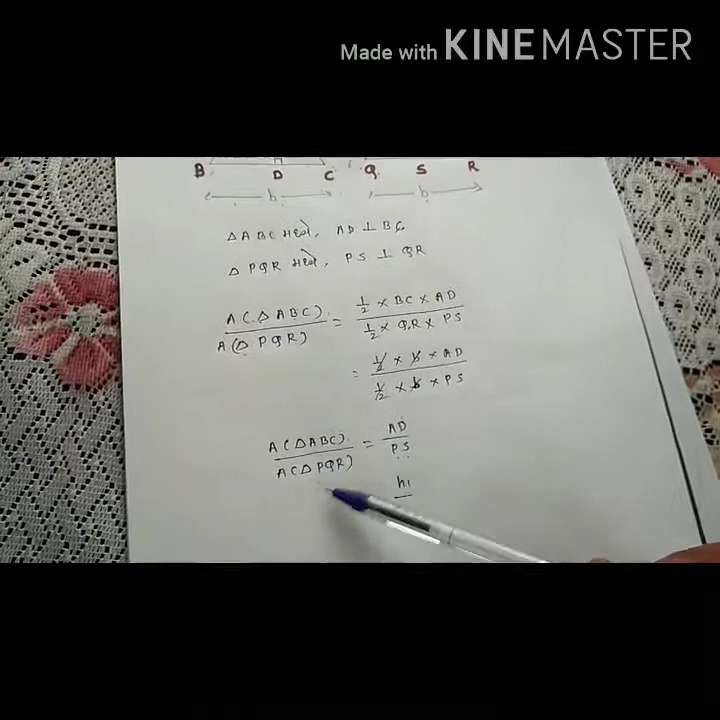 Made with KINEMASTER
B D C Q S R
b b
△ABC मध्ये, AD ⊥ BC
△PQR मध्ये, PS ⊥ QR
A(△ABC) / A(△PQR) = 1/2 × BC × AD / 1/2 × QR × PS
= 1/2 × b × AD / 1/2 × b × PS
A(△ABC) / A(△PQR) = AD / PS
h1